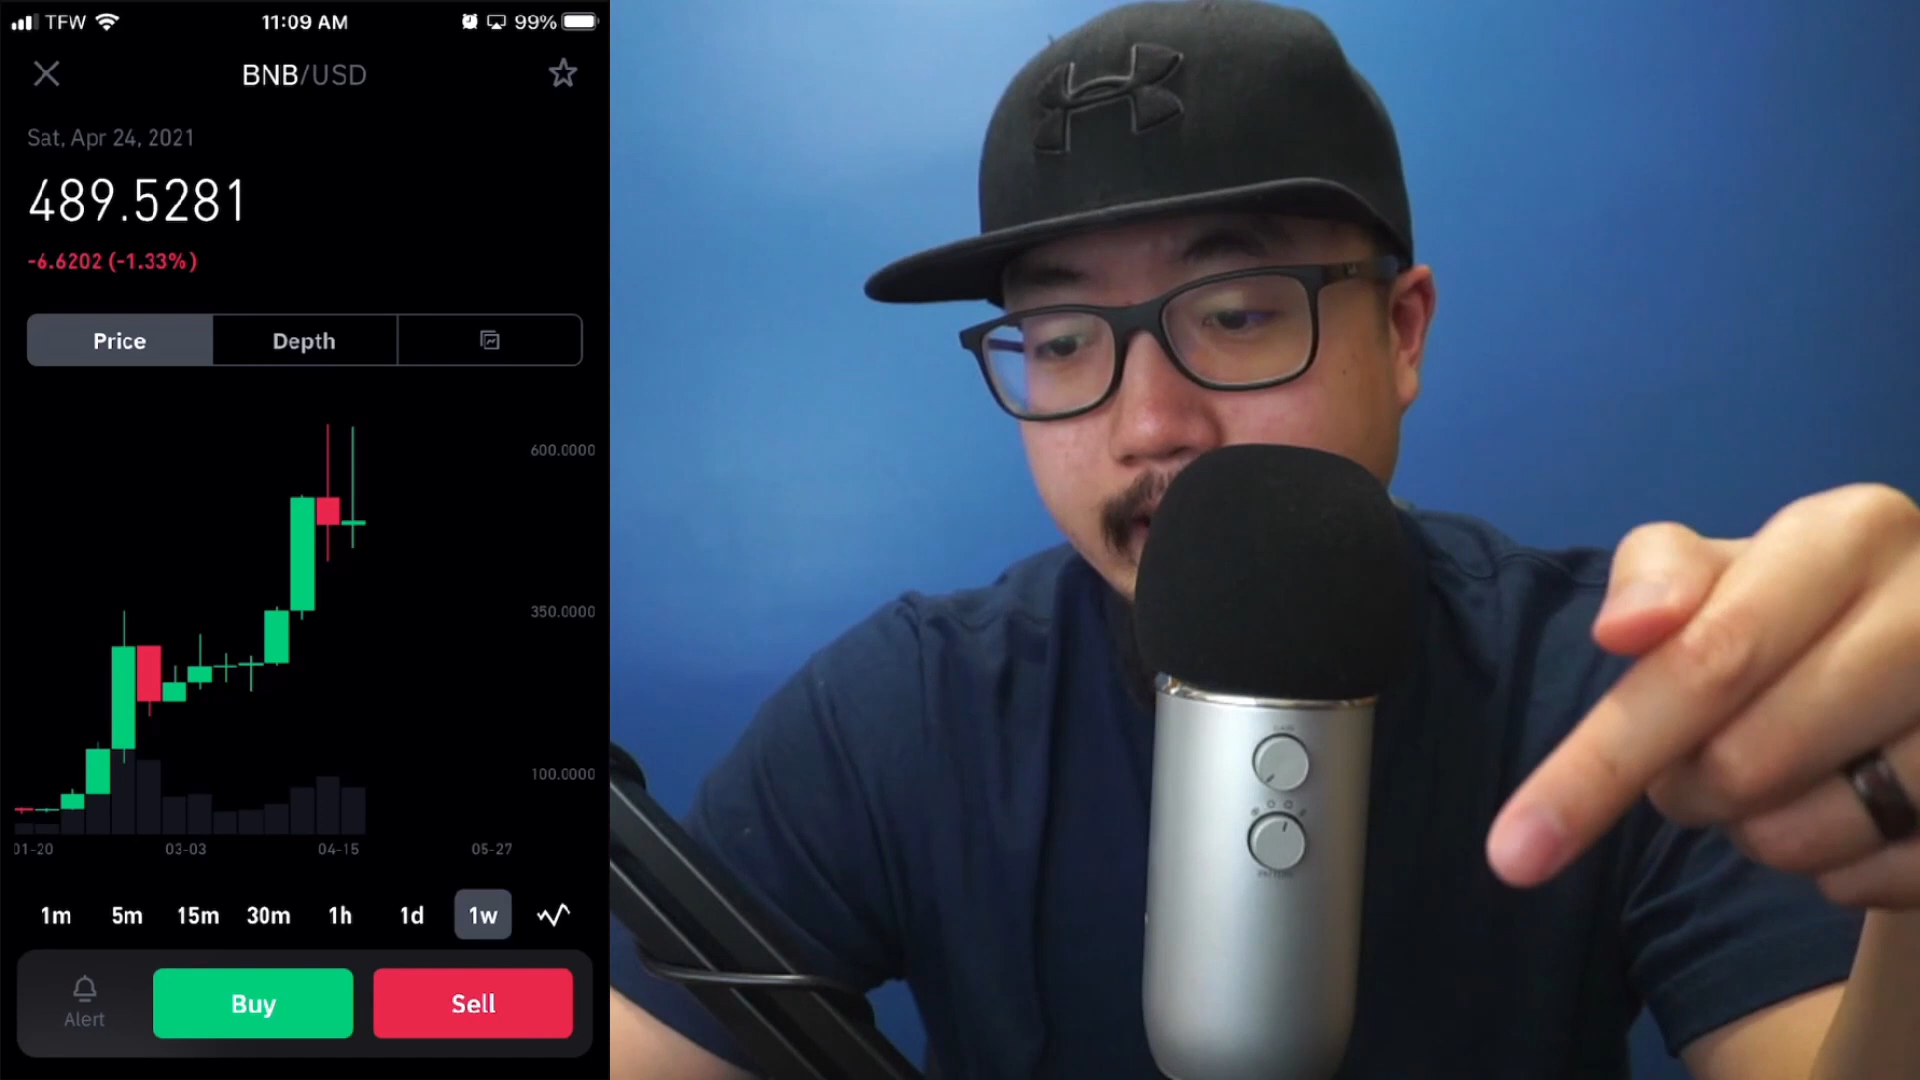 TFW
11:09 AM
99%
BNB/USD
Sat, Apr 24, 2021
489.5281
-6.6202 (-1.33%)
Price
Depth
600.0000
350.0000
100.0000
01-20
03-03
04-15
05-27
1m
5m
15m
30m
1h
1d
1w
Alert
Buy
Sell
GAIN
PATTERN